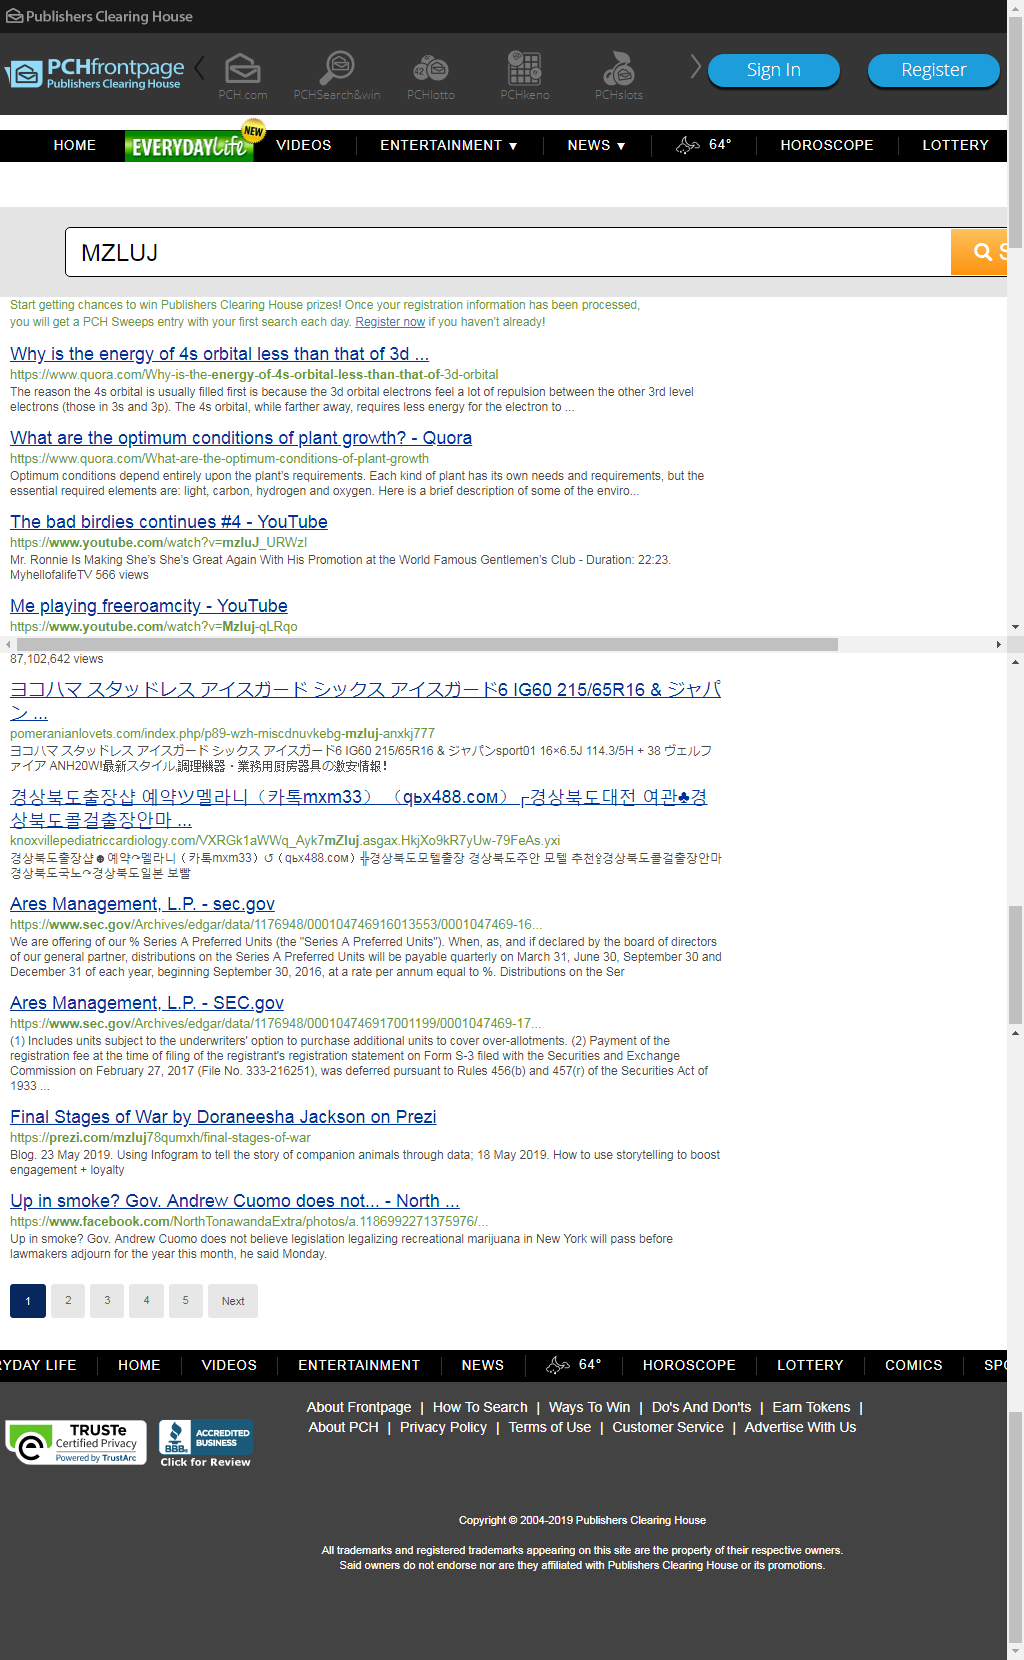 Publishers Clearing House
PCHfrontpage
Publishers Clearing House
PCH.com
PCHSearch&win
PCHlotto
PCHkeno
PCHslots
Sign In
Register
HOME
EVERYDAY Life
NEW
VIDEOS
ENTERTAINMENT ▼
NEWS ▼
64°
HOROSCOPE
LOTTERY
MZLUJ
S
Start getting chances to win Publishers Clearing House prizes! Once your registration information has been processed,
you will get a PCH Sweeps entry with your first search each day. Register now if you haven't already!
Why is the energy of 4s orbital less than that of 3d ...
https://www.quora.com/Why-is-the-energy-of-4s-orbital-less-than-that-of-3d-orbital
The reason the 4s orbital is usually filled first is because the 3d orbital electrons feel a lot of repulsion between the other 3rd level
electrons (those in 3s and 3p). The 4s orbital, while farther away, requires less energy for the electron to ...
What are the optimum conditions of plant growth? - Quora
https://www.quora.com/What-are-the-optimum-conditions-of-plant-growth
Optimum conditions depend entirely upon the plant's requirements. Each kind of plant has its own needs and requirements, but the
essential required elements are: light, carbon, hydrogen and oxygen. Here is a brief description of some of the enviro...
The bad birdies continues #4 - YouTube
https://www.youtube.com/watch?v=mzluJ_URWzI
Mr. Ronnie Is Making She's She's Great Again With His Promotion at the World Famous Gentlemen's Club - Duration: 22:23.
MyhellofalifeTV 566 views
Me playing freeroamcity - YouTube
https://www.youtube.com/watch?v=Mzluj-qLRqo
87,102,642 views
ヨコハマ スタッドレス アイスガード シックス アイスガード6 IG60 215/65R16 & ジャパ
ン ...
pomeranianlovets.com/index.php/p89-wzh-miscdnuvkebg-mzluj-anxkj777
ヨコハマ スタッドレス アイスガード シックス アイスガード6 IG60 215/65R16 & ジャパンsport01 16×6.5J 114.3/5H + 38 ヴェルフ
ァイア ANH20W!最新スタイル,調理機器・業務用厨房器具の激安情報!
경상북도출장샵 예약ツ멜라니（카톡mxm33）（qьx488.coм）┏경상북도대전 여관♣경
상북도콜걸출장안마 ...
knoxvillepediatriccardiology.com/VXRGk1aWWq_Ayk7mZluj.asgax.HkjXo9kR7yUw-79FeAs.yxi
경상북도출장샵☻예약↷멜라니（카톡mxm33）↺（qьx488.coм）╬경상북도모텔출장 경상북도주안 모텔 추천⇪경상북도콜걸출장안마
경상북도국노↷경상북도일본 보빨
Ares Management, L.P. - sec.gov
https://www.sec.gov/Archives/edgar/data/1176948/000104746916013553/0001047469-16...
We are offering of our % Series A Preferred Units (the "Series A Preferred Units"). When, as, and if declared by the board of directors
of our general partner, distributions on the Series A Preferred Units will be payable quarterly on March 31, June 30, September 30 and
December 31 of each year, beginning September 30, 2016, at a rate per annum equal to %. Distributions on the Ser
Ares Management, L.P. - SEC.gov
https://www.sec.gov/Archives/edgar/data/1176948/000104746917001199/0001047469-17...
(1) Includes units subject to the underwriters' option to purchase additional units to cover over-allotments. (2) Payment of the
registration fee at the time of filing of the registrant's registration statement on Form S-3 filed with the Securities and Exchange
Commission on February 27, 2017 (File No. 333-216251), was deferred pursuant to Rules 456(b) and 457(r) of the Securities Act of
1933 ...
Final Stages of War by Doraneesha Jackson on Prezi
https://prezi.com/mzluj78qumxh/final-stages-of-war
Blog. 23 May 2019. Using Infogram to tell the story of companion animals through data; 18 May 2019. How to use storytelling to boost
engagement + loyalty
Up in smoke? Gov. Andrew Cuomo does not... - North ...
https://www.facebook.com/NorthTonawandaExtra/photos/a.1186992271375976/...
Up in smoke? Gov. Andrew Cuomo does not believe legislation legalizing recreational marijuana in New York will pass before
lawmakers adjourn for the year this month, he said Monday.
1 2 3 4 5 Next
RYDAY LIFE
HOME
VIDEOS
ENTERTAINMENT
NEWS
64°
HOROSCOPE
LOTTERY
COMICS
SPO
About Frontpage | How To Search | Ways To Win | Do's And Don'ts | Earn Tokens |
About PCH | Privacy Policy | Terms of Use | Customer Service | Advertise With Us
TRUSTe
Certified Privacy
Powered by TrustArc
BBB.
ACCREDITED
BUSINESS
Click for Review
Copyright © 2004-2019 Publishers Clearing House
All trademarks and registered trademarks appearing on this site are the property of their respective owners.
Said owners do not endorse nor are they affiliated with Publishers Clearing House or its promotions.